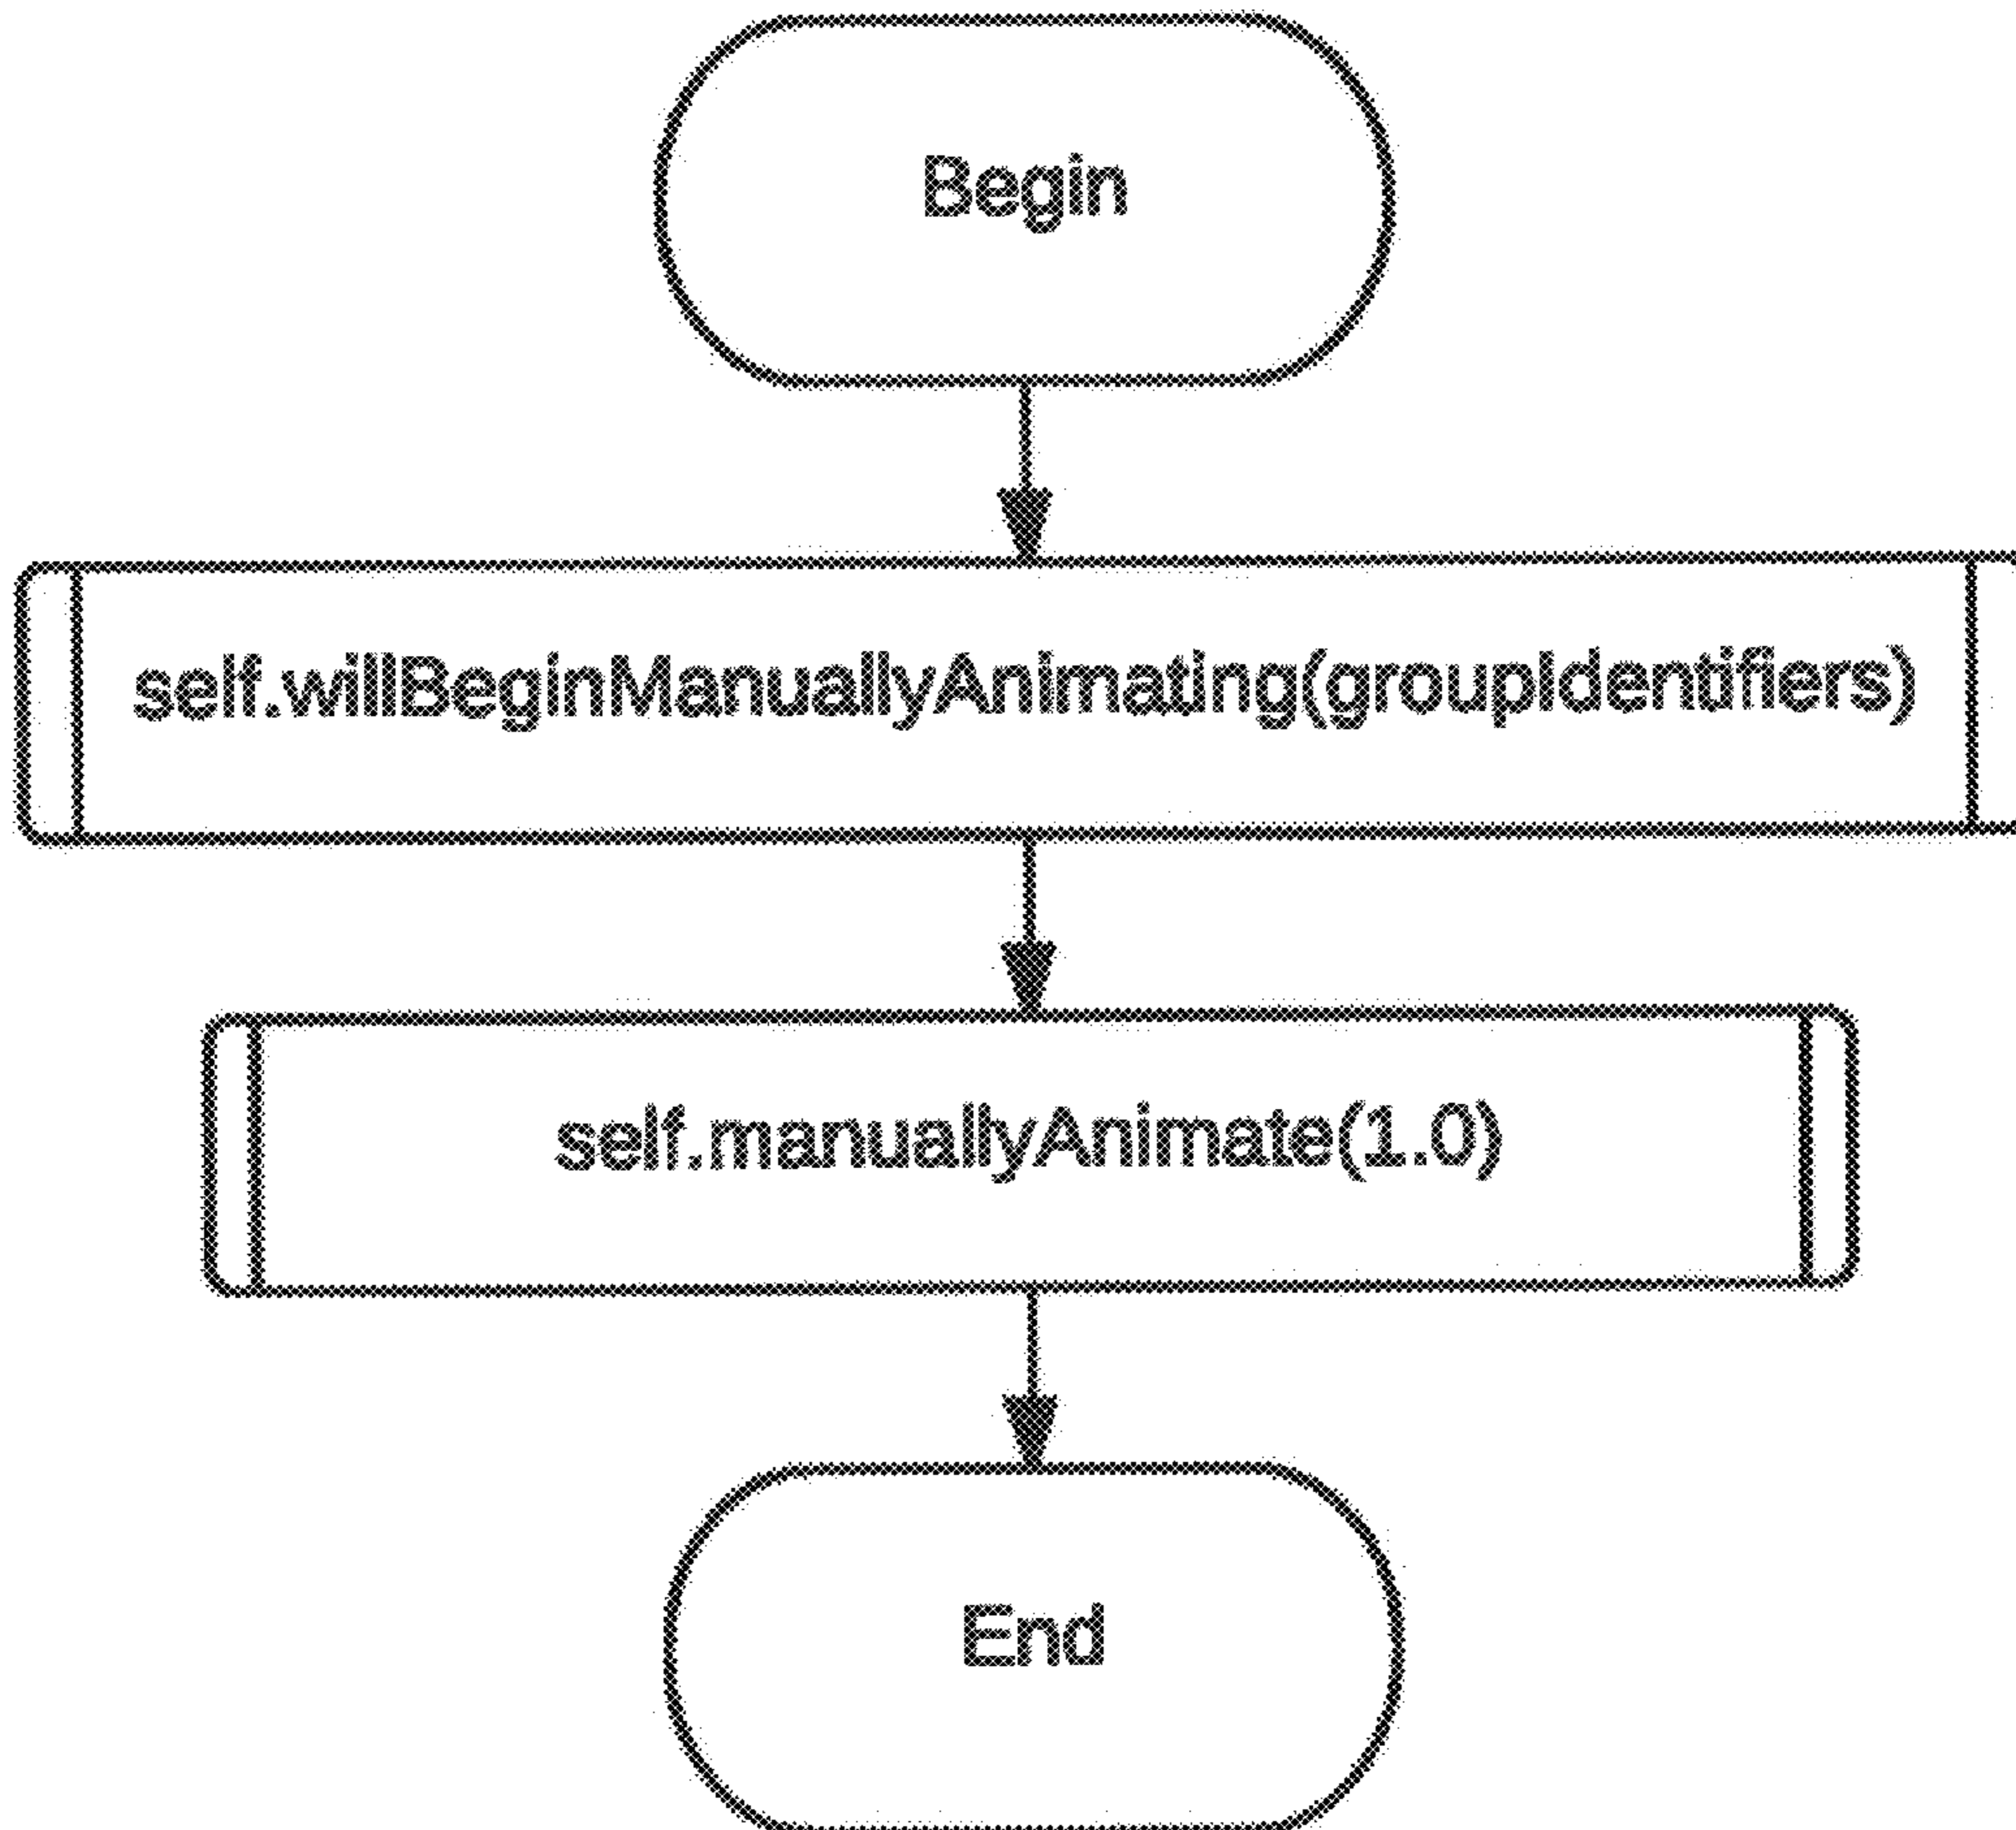 Begin
self.willBeginManuallyAnimating(groupIdentifiers)
self.manuallyAnimate(1.0)
End